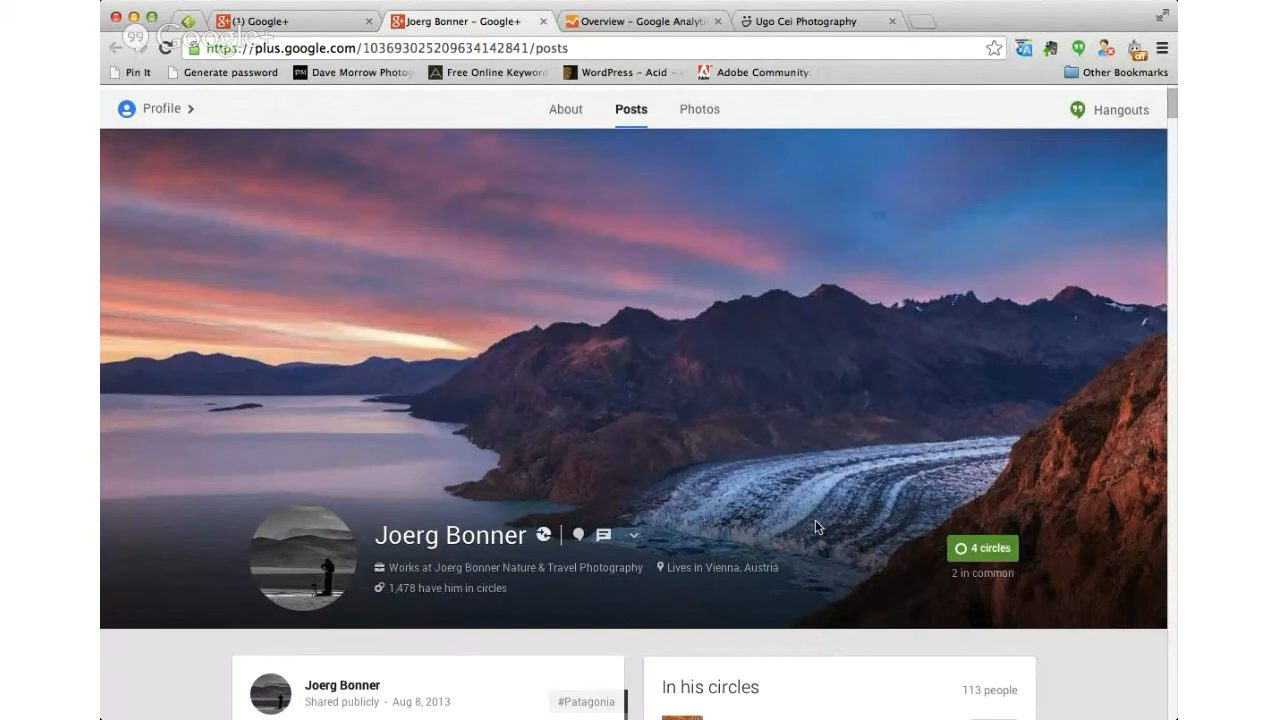 (1) Google+
Joerg Bonner – Google+
Overview – Google Analyti
Ugo Cei Photography
Google+
https://plus.google.com/103693025209634142841/posts
Pin It
Generate password
Dave Morrow Photog
Free Online Keyword
WordPress – Acid –
Adobe Community:
Other Bookmarks
off
Profile
About
Posts
Photos
Hangouts
Joerg Bonner
Works at Joerg Bonner Nature & Travel Photography
Lives in Vienna, Austria
1,478 have him in circles
4 circles
2 in common
Joerg Bonner
Shared publicly - Aug 8, 2013
#Patagonia
In his circles
113 people